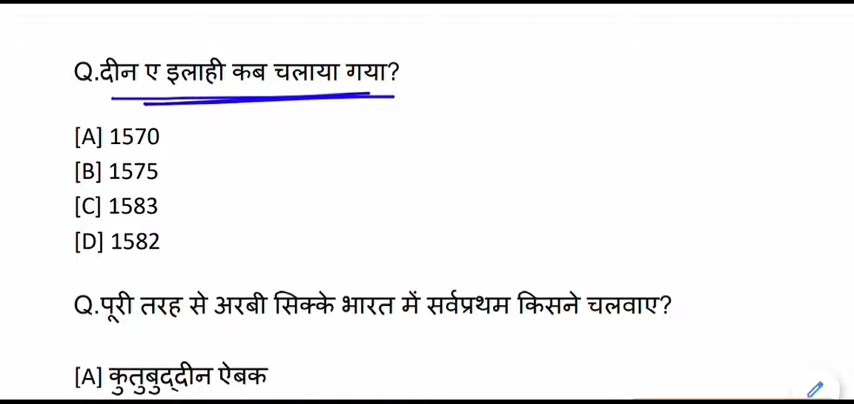 Q.दीन ए इलाही कब चलाया गया?
[A] 1570
[B] 1575
[C] 1583
[D] 1582
Q.पूरी तरह से अरबी सिक्के भारत में सर्वप्रथम किसने चलवाए?
[A] कुतुबुद्दीन ऐबक